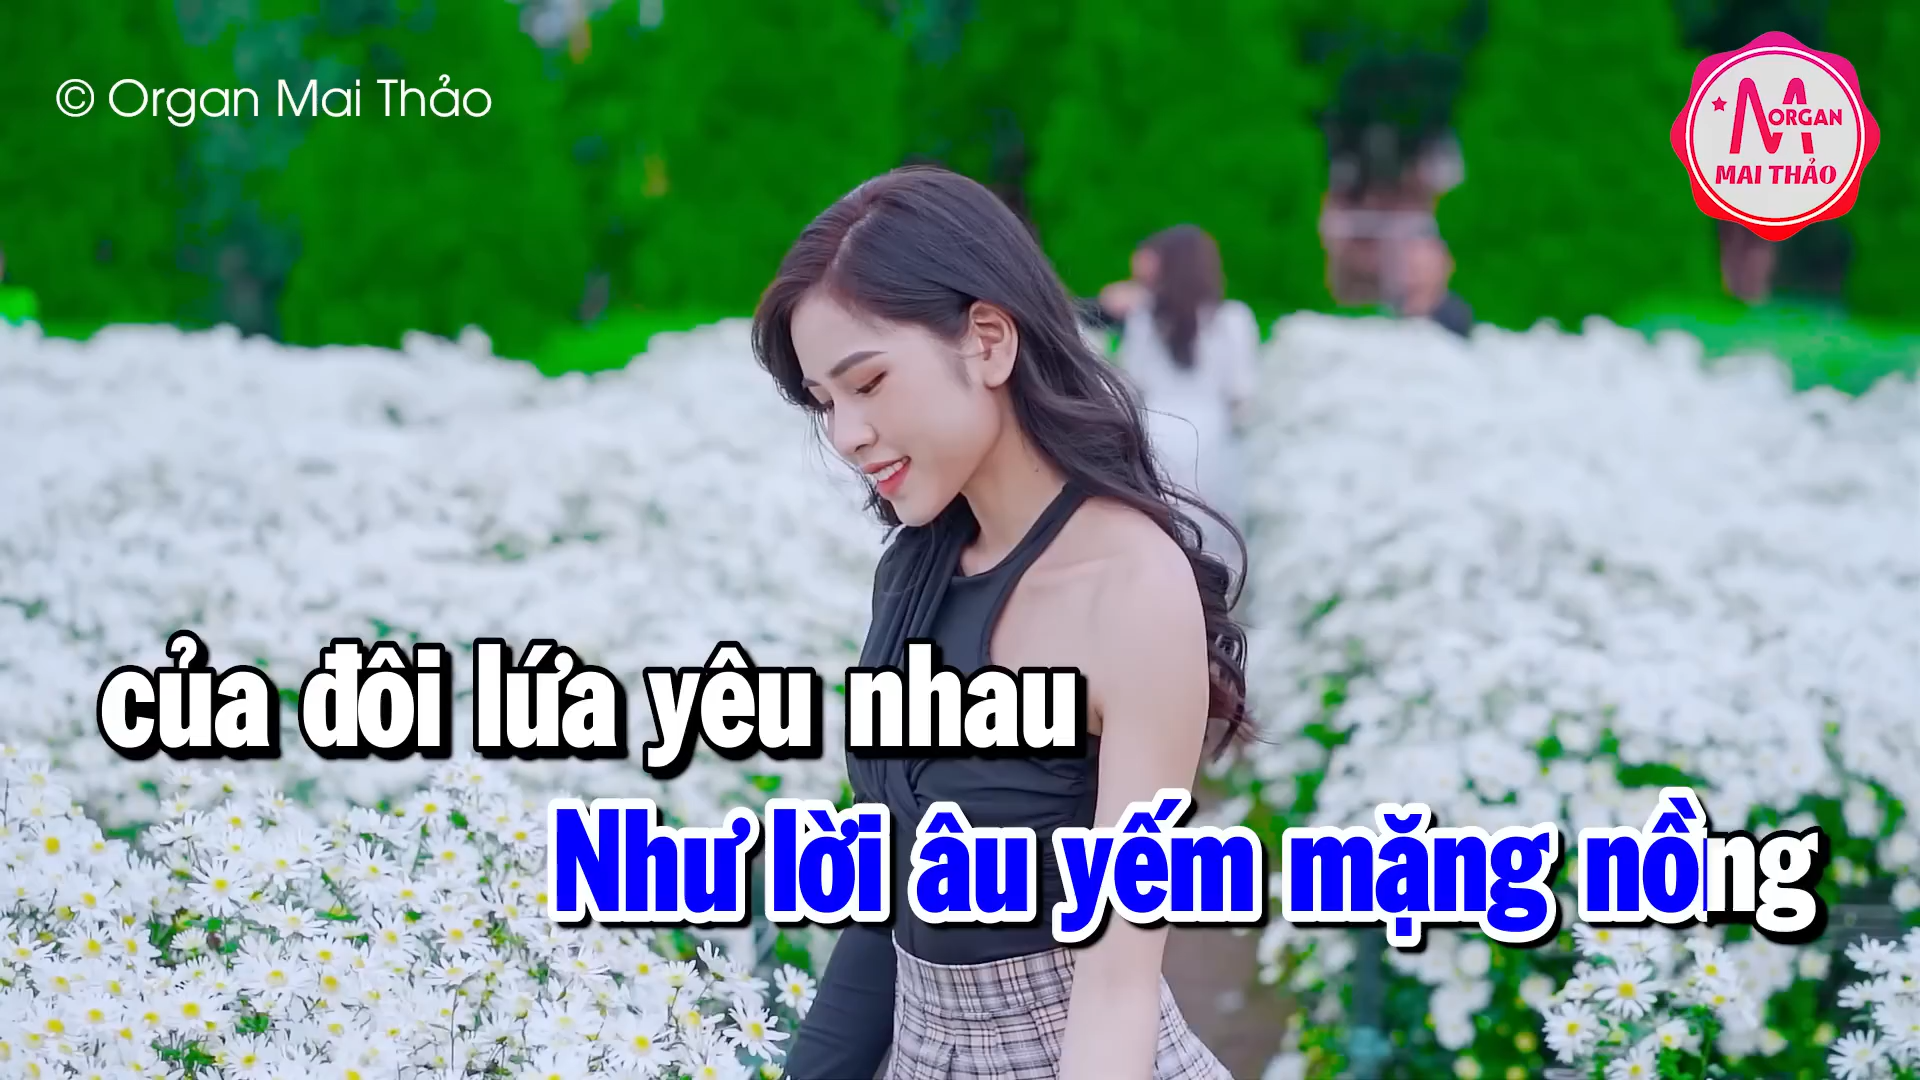 © Organ Mai Thảo
ORGAN
MAI THẢO
của đôi lứa yêu nhau
Như lời âu yếm mặng nồng